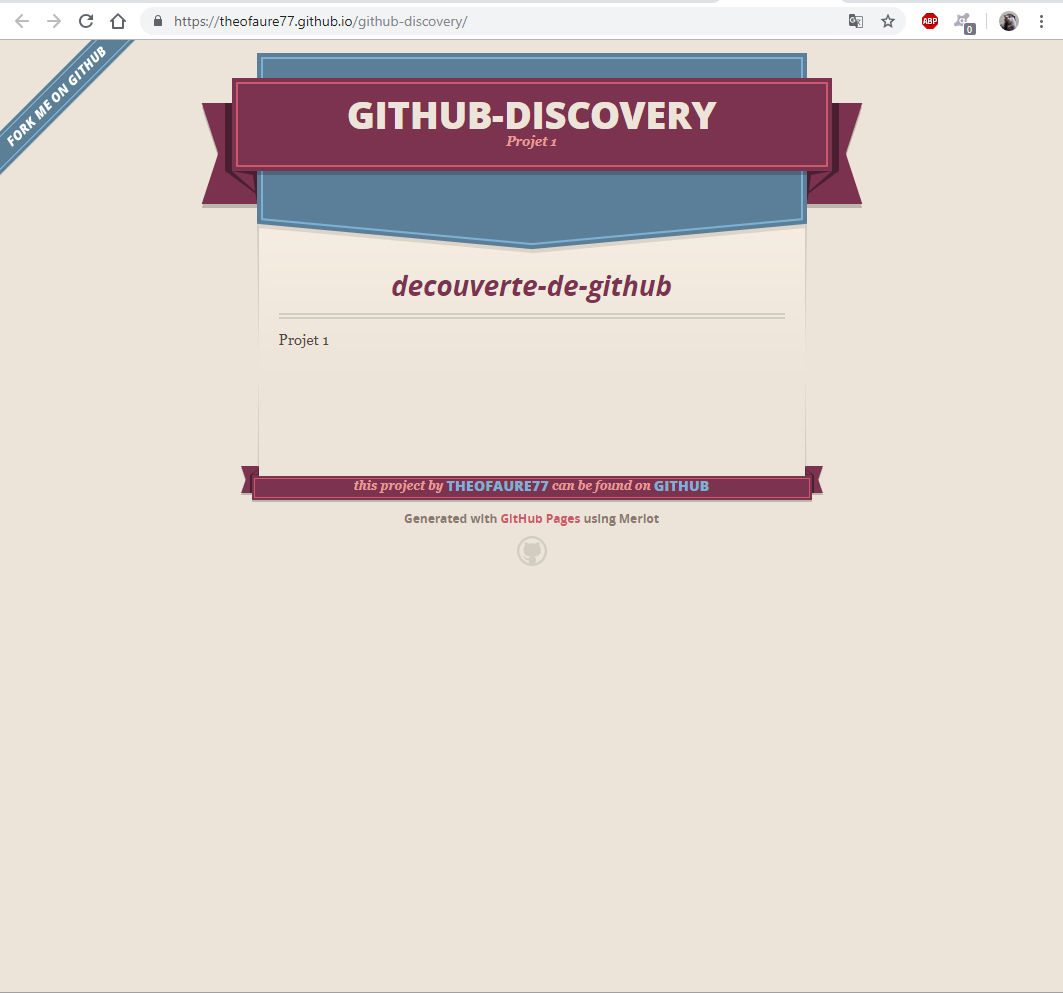 https://theofaure77.github.io/github-discovery/
ABP
0
FORK ME ON GITHUB
GITHUB-DISCOVERY
Projet 1
decouverte-de-github
Projet 1
this project by THEOFAURE77 can be found on GITHUB
Generated with GitHub Pages using Merlot